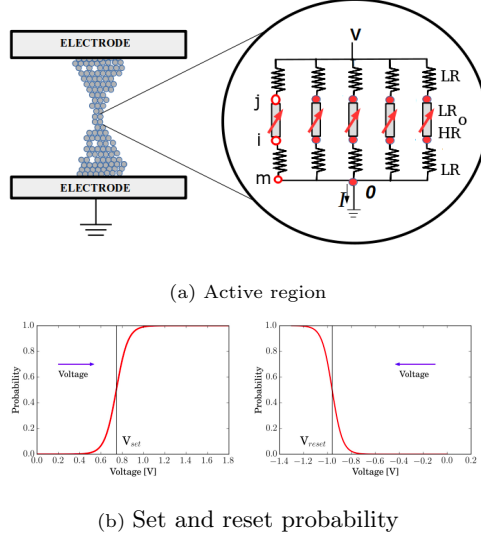 ELECTRODE
V
LR
j
LR
o
HR
i
LR
m
I
0
ELECTRODE
(a) Active region
1.0
0.8
0.6
0.4
0.2
0.0
Probability
Voltage
V_set
0.0 0.2 0.4 0.6 0.8 1.0 1.2 1.4 1.6 1.8
Voltage [V]
1.0
0.8
0.6
0.4
0.2
0.0
Probability
Voltage
V_reset
−1.4 −1.2 −1.0 −0.8 −0.6 −0.4 −0.2 0.0 0.2
Voltage [V]
(b) Set and reset probability